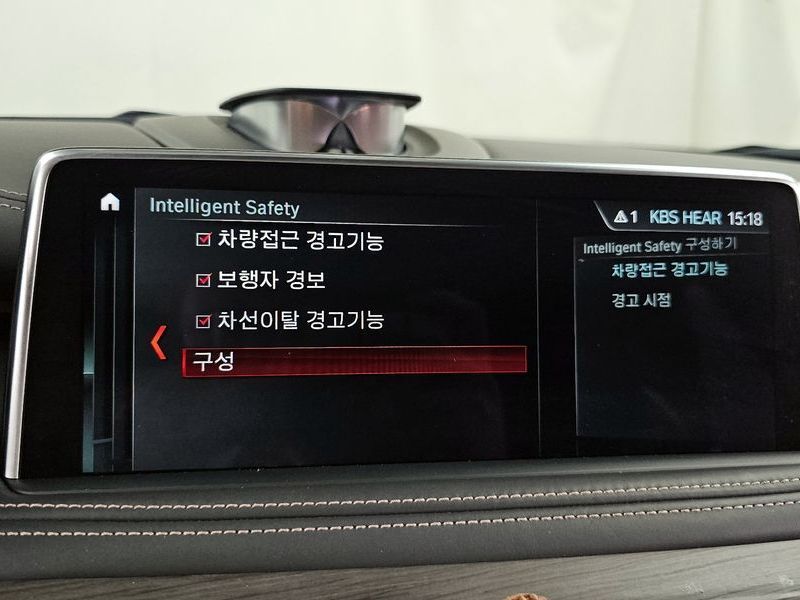 Intelligent Safety
차량접근 경고기능
보행자 경보
차선이탈 경고기능
구성
1 KBS HEAR 15:18
Intelligent Safety 구성하기
차량접근 경고기능
경고 시점